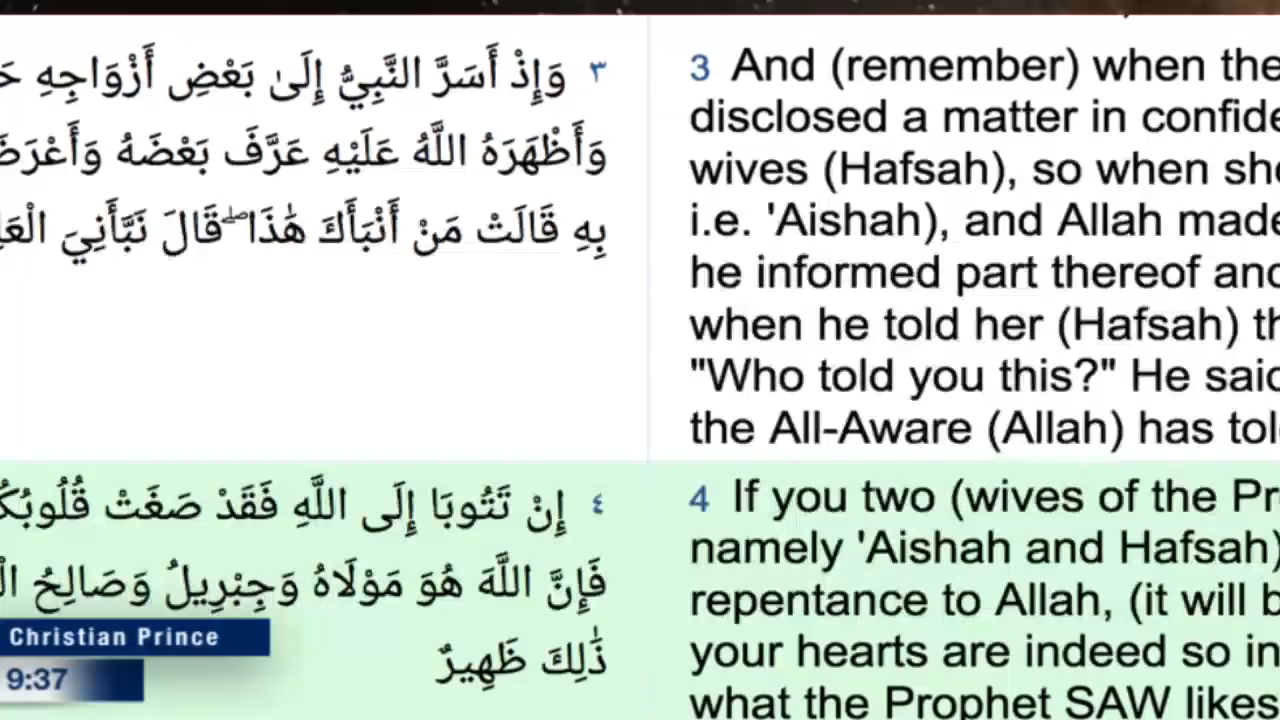 ٣ وَإِذْ أَسَرَّ النَّبِيُّ إِلَىٰ بَعْضِ أَزْوَاجِهِ
وَأَظْهَرَهُ اللَّهُ عَلَيْهِ عَرَّفَ بَعْضَهُ
بِهِ قَالَتْ مَنْ أَنْبَأَكَ هَٰذَا ۖ قَالَ نَبَّأَنِيَ
3 And (remember) when the
disclosed a matter in confide
wives (Hafsah), so when she
i.e. 'Aishah), and Allah made
he informed part thereof and
when he told her (Hafsah) th
"Who told you this?" He said
the All-Aware (Allah) has tol
٤ إِنْ تَتُوبَا إِلَى اللَّهِ فَقَدْ صَغَتْ
فَإِنَّ اللَّهَ هُوَ مَوْلَاهُ وَجِبْرِيلُ وَصَالِحُ
ذَٰلِكَ ظَهِيرٌ
4 If you two (wives of the Pr
namely 'Aishah and Hafsah)
repentance to Allah, (it will b
your hearts are indeed so in
what the Prophet SAW likes
Christian Prince
9:37